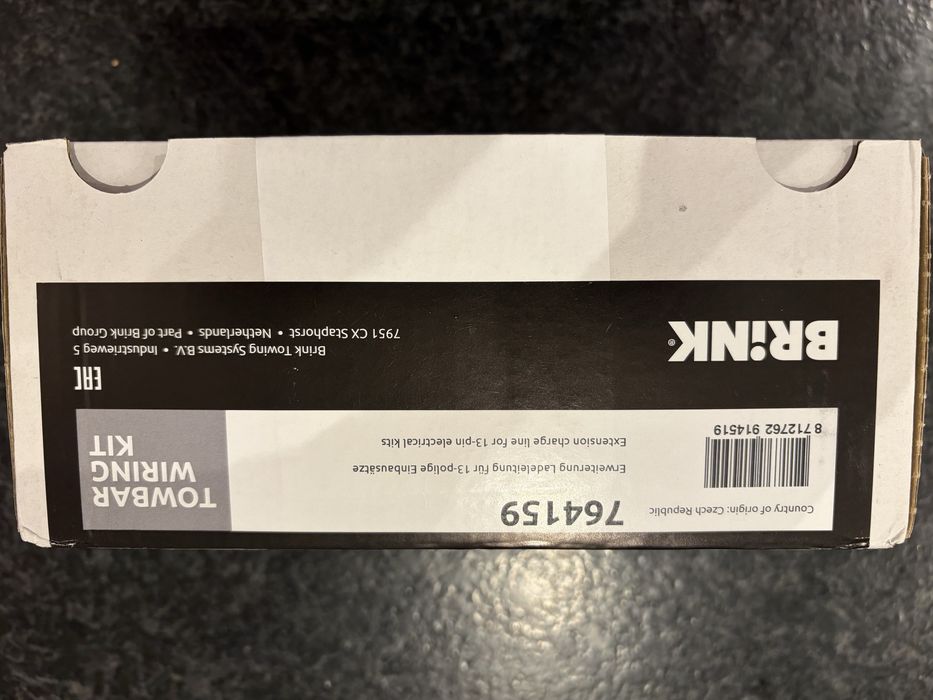 TOWBAR
WIRING
KIT
764159
Erweiterung Ladeleitung für 13-polige Einbausätze
Extension charge line for 13-pin electrical kits
Country of origin: Czech Republic
8 712762 914519
EAC
Brink Towing Systems B.V. • Industrieweg 5
7951 CX Staphorst • Netherlands • Part of Brink Group
BRiNK®